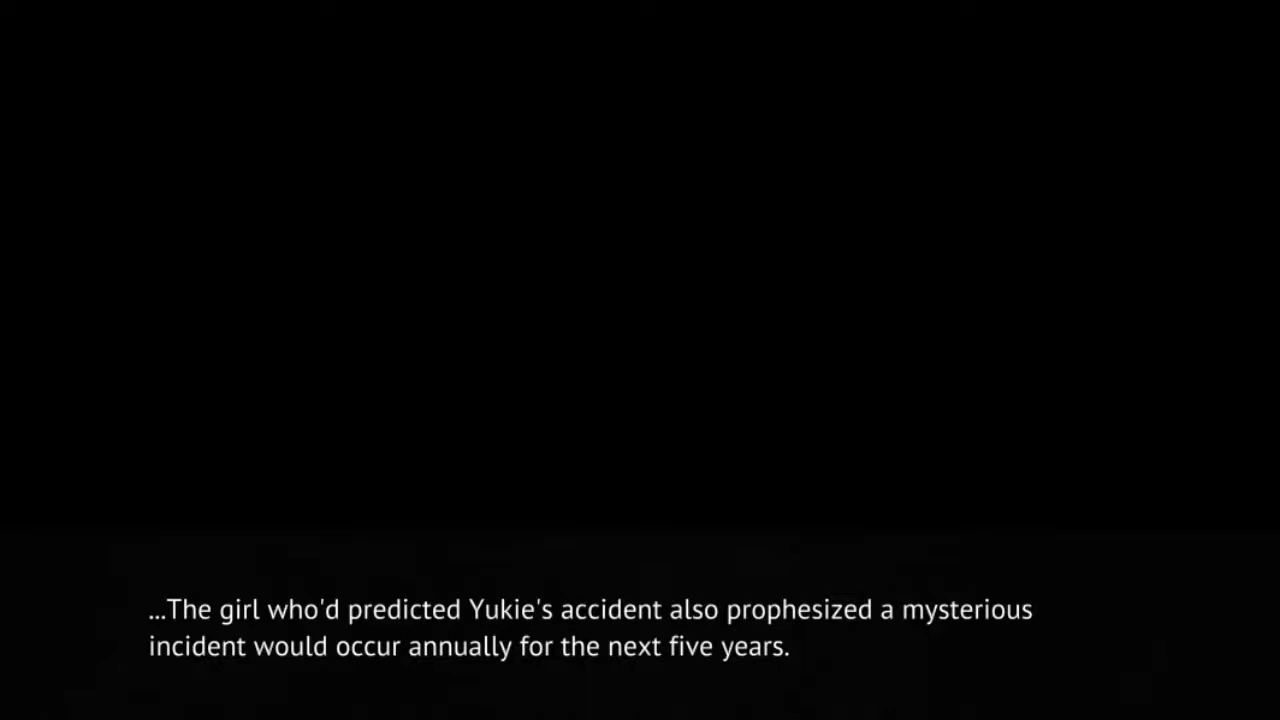 ...The girl who'd predicted Yukie's accident also prophesized a mysterious
incident would occur annually for the next five years.